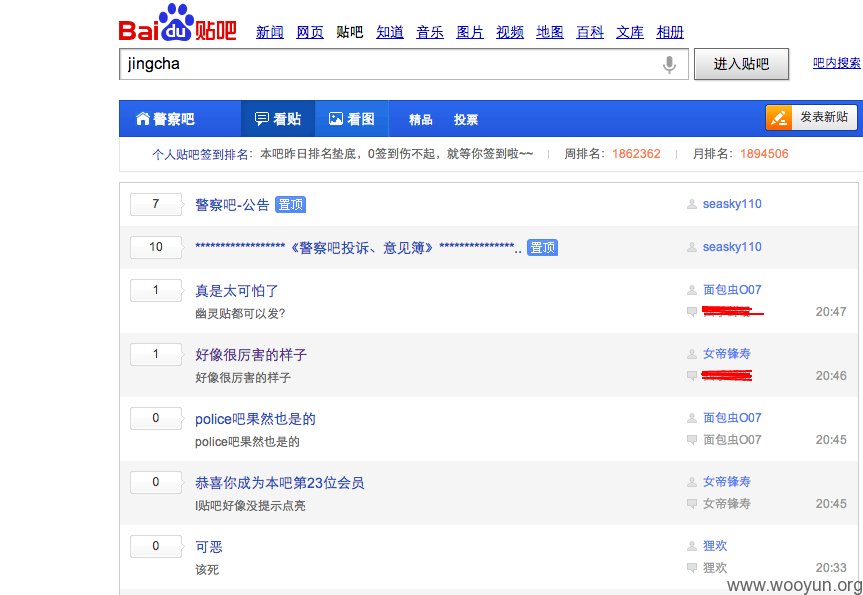 Baidu贴吧 新闻 网页 贴吧 知道 音乐 图片 视频 地图 百科 文库 相册
jingcha 进入贴吧 吧内搜索
警察吧 看贴 看图 精品 投票 发表新贴
个人贴吧签到排名：本吧昨日排名垫底，0签到伤不起，就等你签到啦~~ 周排名：1862362 月排名：1894506
7 警察吧-公告 置顶 seasky110
10 ******************《警察吧投诉、意见簿》***************.. 置顶 seasky110
1 真是太可怕了 面包虫O07
幽灵贴都可以发? 20:47
1 好像很厉害的样子 女帝锋寿
好像很厉害的样子 20:46
0 police吧果然也是的 面包虫O07
police吧果然也是的 面包虫O07 20:45
0 恭喜你成为本吧第23位会员 女帝锋寿
I贴吧好像没提示点亮 女帝锋寿 20:45
0 可恶 狸欢
该死 狸欢 20:33
www.wooyun.org